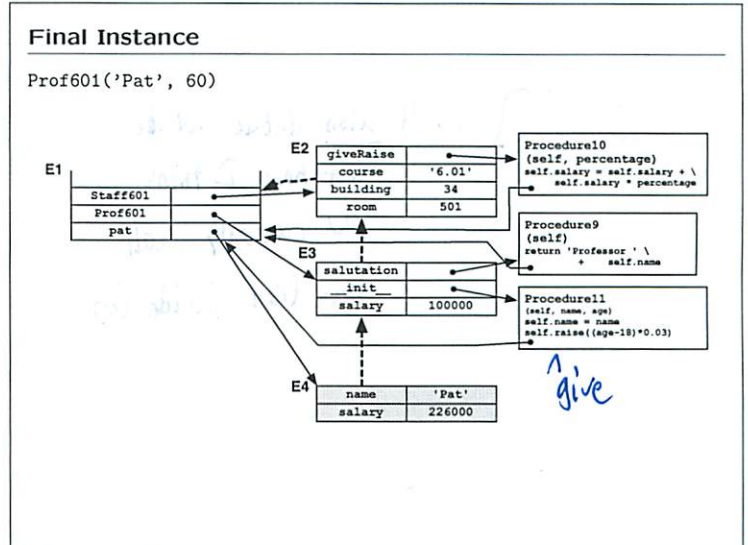 Final Instance
Prof601('Pat', 60)
E1
Staff601
Prof601
pat
E2
giveRaise
course '6.01'
building 34
room 501
E3
salutation
__init__
salary 100000
E4
name 'Pat'
salary 226000
Procedure10
(self, percentage)
self.salary = self.salary + \
self.salary * percentage
Procedure9
(self)
return 'Professor ' \
+ self.name
Procedure11
(self, name, age)
self.name = name
self.raise((age-18)*0.03)
^
give